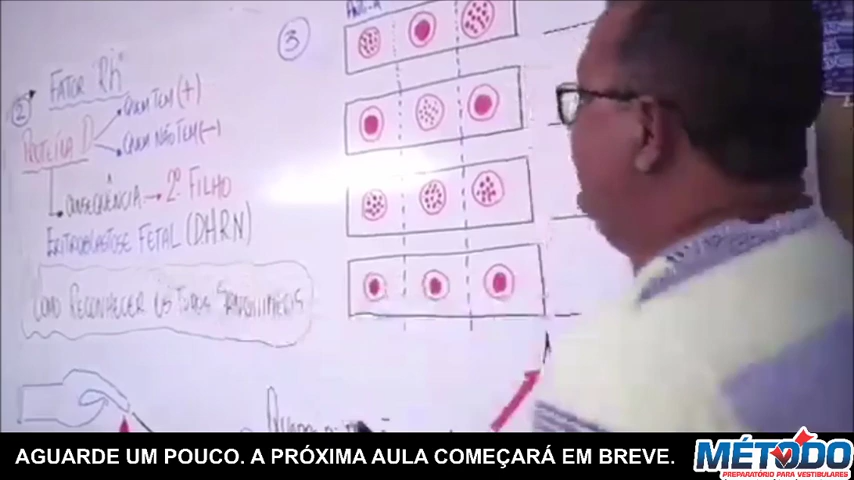 ANTI-A
3
2
FATOR "Rh"
QUEM TEM (+)
PROTEÍNA D
QUEM NÃO TEM (-)
CONSEQUÊNCIA → 2º FILHO
ERITROBLASTOSE FETAL (DHRN)
COMO RECONHECER OS TIPOS SANGUÍNEOS
AGUARDE UM POUCO. A PRÓXIMA AULA COMEÇARÁ EM BREVE.
MÉTODO
PREPARATÓRIO PARA VESTIBULARES